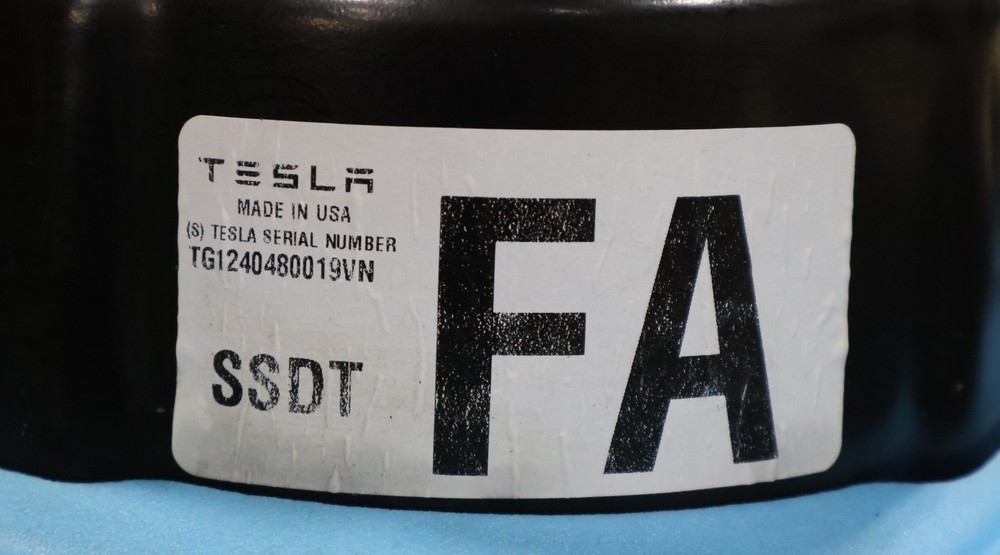 TESLA
MADE IN USA
(S) TESLA SERIAL NUMBER
TG1240480019VN
SSDT
FA